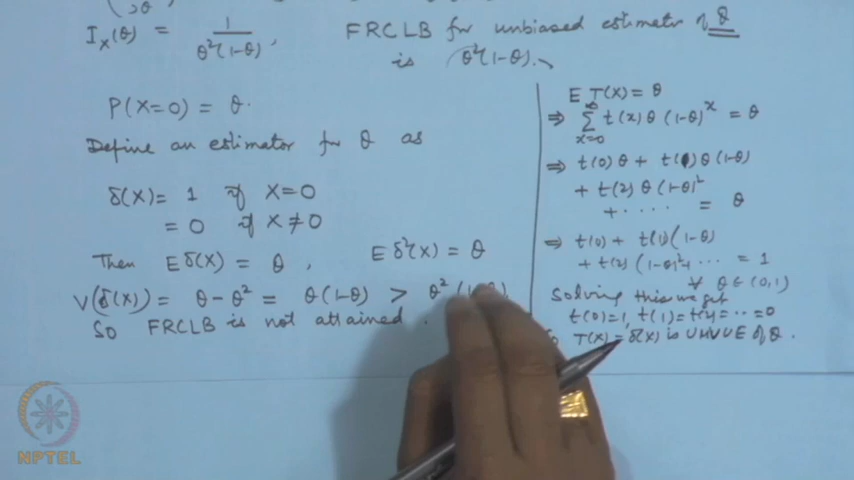 I_X(θ) = 1/θ²(1-θ) , FRCLB for unbiased estimator of θ
is θ²(1-θ).
P(X=0) = θ.
Define an estimator for θ as
δ(X) = 1 if X=0
= 0 if X≠0
Then E δ(X) = θ , E δ²(X) = θ
V(δ(X)) = θ - θ² = θ(1-θ) > θ²(1-θ)
So FRCLB is not attained.
E T(X) = θ
⇒ ∞ Σ x=0 t(x) θ (1-θ)^x = θ
⇒ t(0) θ + t(1) θ (1-θ)
+ t(2) θ (1-θ)²
+ · · · · = θ
⇒ t(0) + t(1) (1-θ)
+ t(2) (1-θ)² + · · · = 1
∀ θ ∈ (0,1)
Solving this we get
t(0)=1, t(1)= t(2) = ·· = 0
T(X) = δ(X) is UMVUE of θ.
NPTEL